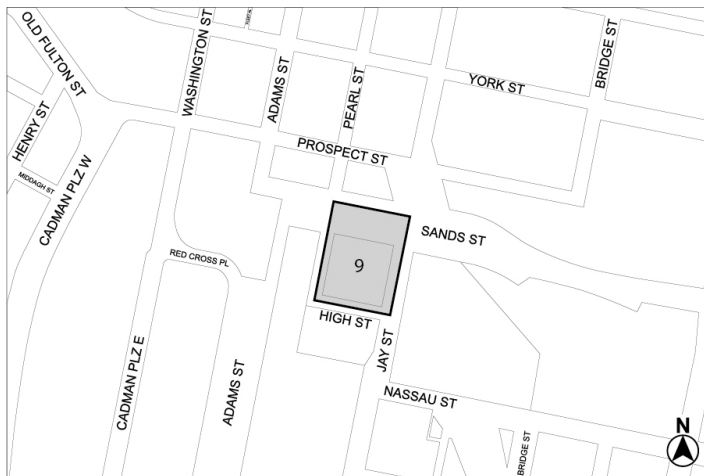 OLD FULTON ST
HENRY ST
MIDDAGH ST
CADMAN PLZ W
WASHINGTON ST
ADAMS ST
PEARL ST
YORK ST
BRIDGE ST
PROSPECT ST
SANDS ST
RED CROSS PL
9
HIGH ST
JAY ST
CADMAN PLZ E
ADAMS ST
NASSAU ST
BRIDGE ST
N